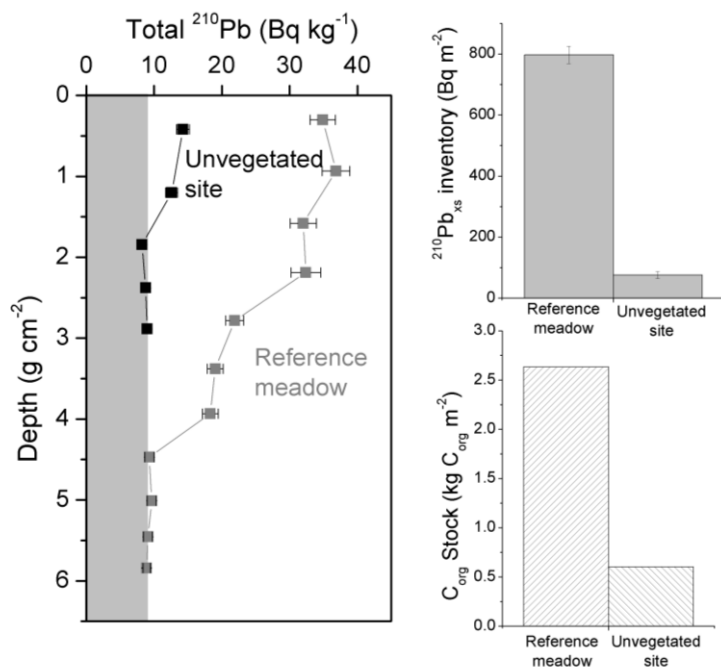 Total ²¹⁰Pb (Bq kg⁻¹)
0 10 20 30 40
0
1
2
3
4
5
6
Depth (g cm⁻²)
Unvegetated
site
Reference
meadow
²¹⁰Pbₓₛ inventory (Bq m⁻²)
800
600
400
200
0
Reference
meadow
Unvegetated
site
C_org Stock (kg C_org m⁻²)
3.0
2.5
2.0
1.5
1.0
0.5
0.0
Reference
meadow
Unvegetated
site